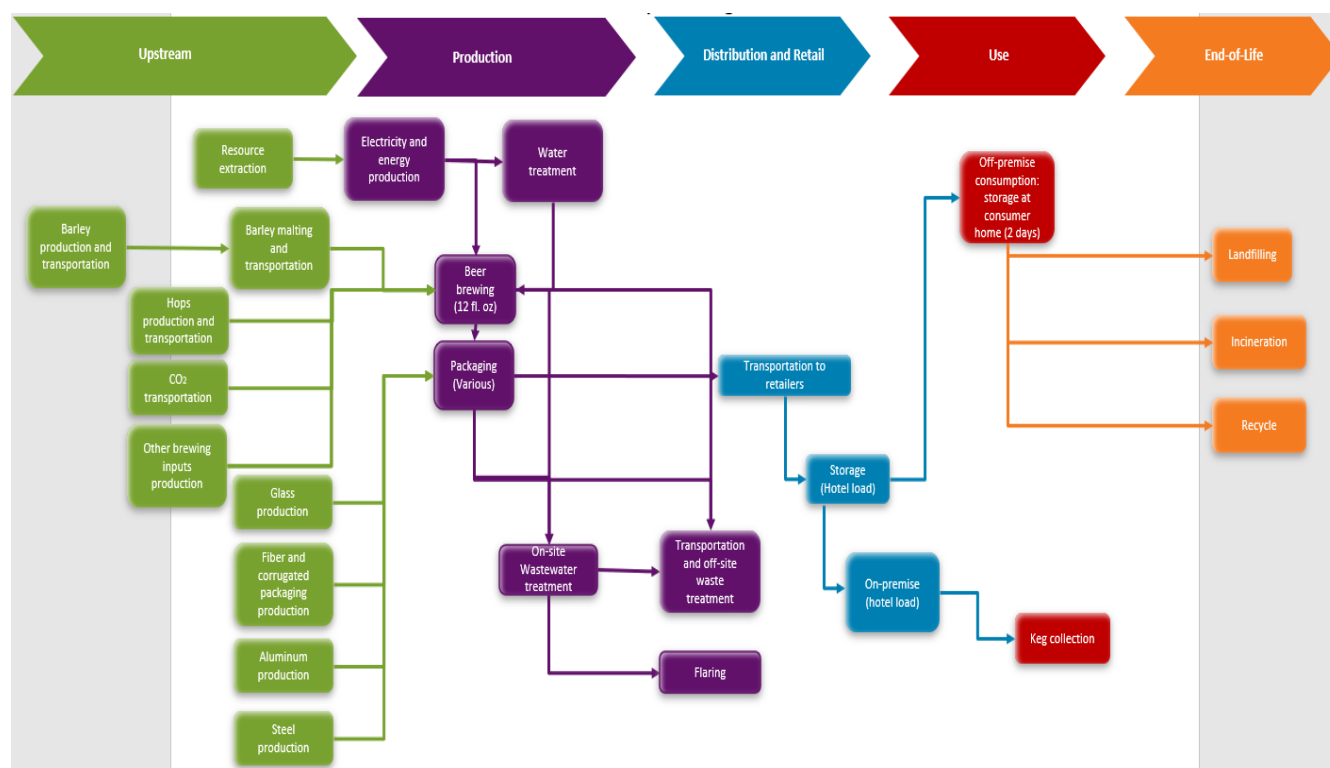 Upstream
Production
Distribution and Retail
Use
End-of-Life
Resource
extraction
Electricity and
energy
production
Water
treatment
Off-premise
consumption:
storage at
consumer
home (2 days)
Barley
production and
transportation
Barley malting
and
transportation
Beer
brewing
(12 fl. oz)
Landfilling
Hops
production and
transportation
Packaging
(Various)
Transportation to
retailers
Incineration
CO₂
transportation
Recycle
Other brewing
inputs
production
Storage
(Hotel load)
Glass
production
Fiber and
corrugated
packaging
production
On-site
Wastewater
treatment
Transportation
and off-site
waste
treatment
On-premise
(hotel load)
Keg collection
Aluminum
production
Flaring
Steel
production